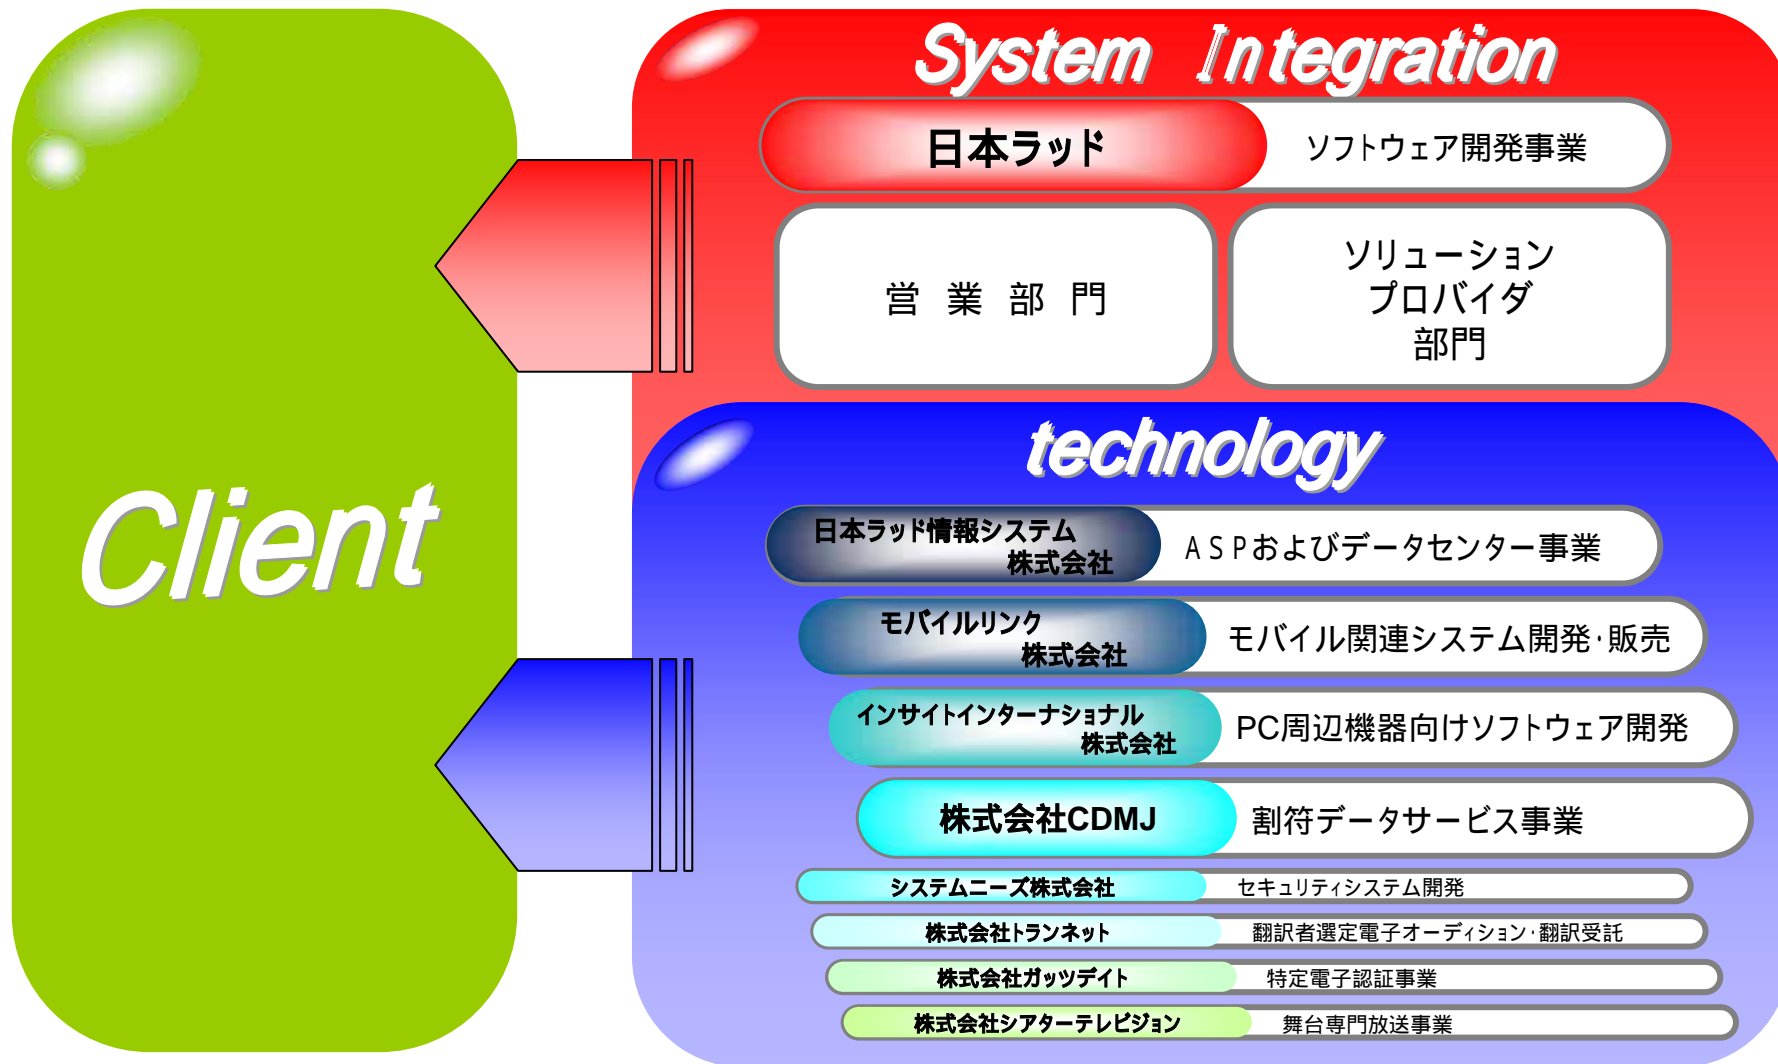 Client
System Integration
日本ラッド
ソフトウェア開発事業
営業部門
ソリューション
プロバイダ
部門
technology
日本ラッド情報システム
株式会社
ASPおよびデータセンター事業
モバイルリンク
株式会社
モバイル関連システム開発・販売
インサイトインターナショナル
株式会社
PC周辺機器向けソフトウェア開発
株式会社CDMJ
割符データサービス事業
システムニーズ株式会社
セキュリティシステム開発
株式会社トランネット
翻訳者選定電子オーディション・翻訳受託
株式会社ガッツデイト
特定電子認証事業
株式会社シアターテレビジョン
舞台専門放送事業